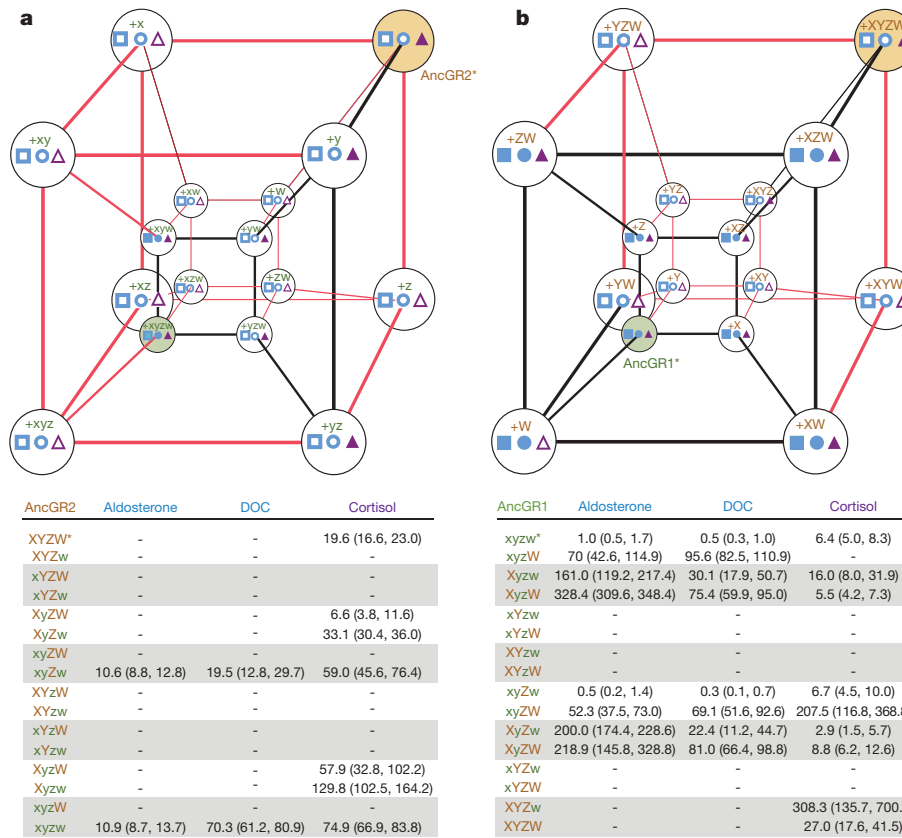 a
+x
AncGR2*
+xy
+y
+xw
+w
+xyw
+yw
+xzw
+zw
+xz
+z
+xyzw
+yzw
+xyz
+yz
AncGR2 Aldosterone DOC Cortisol
XYZW* - - 19.6 (16.6, 23.0)
XYZw - - -
xYZW - - -
xYZw - - -
XyZW - - 6.6 (3.8, 11.6)
XyZw - - 33.1 (30.4, 36.0)
xyZW - - -
xyZw 10.6 (8.8, 12.8) 19.5 (12.8, 29.7) 59.0 (45.6, 76.4)
XYzW - - -
XYzw - - -
xYzW - - -
xYzw - - -
XyzW - - 57.9 (32.8, 102.2)
Xyzw - - 129.8 (102.5, 164.2)
xyzW - - -
xyzw 10.9 (8.7, 13.7) 70.3 (61.2, 80.9) 74.9 (66.9, 83.8)
b
+YZW
+XYZW
+ZW
+XZW
+YZ
+XYZ
+Z
+XZ
+Y
+XY
+YW
+XYW
+X
AncGR1*
+W
+XW
AncGR1 Aldosterone DOC Cortisol
xyzw* 1.0 (0.5, 1.7) 0.5 (0.3, 1.0) 6.4 (5.0, 8.3)
xyzW 70 (42.6, 114.9) 95.6 (82.5, 110.9) -
Xyzw 161.0 (119.2, 217.4) 30.1 (17.9, 50.7) 16.0 (8.0, 31.9)
XyzW 328.4 (309.6, 348.4) 75.4 (59.9, 95.0) 5.5 (4.2, 7.3)
xYzw - - -
xYzW - - -
XYzw - - -
XYzW - - -
xyZw 0.5 (0.2, 1.4) 0.3 (0.1, 0.7) 6.7 (4.5, 10.0)
xyZW 52.3 (37.5, 73.0) 69.1 (51.6, 92.6) 207.5 (116.8, 368.8
XyZw 200.0 (174.4, 228.6) 22.4 (11.2, 44.7) 2.9 (1.5, 5.7)
XyZW 218.9 (145.8, 328.8) 81.0 (66.4, 98.8) 8.8 (6.2, 12.6)
xYZw - - -
xYZW - - -
XYZw - - 308.3 (135.7, 700.
XYZW - - 27.0 (17.6, 41.5)